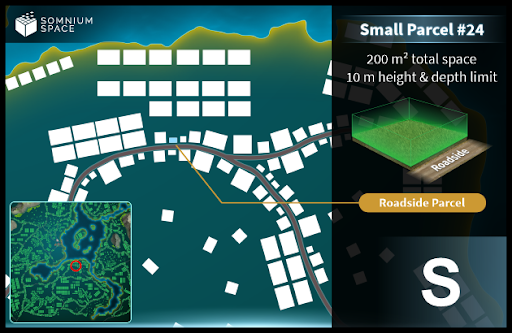 SOMNIUM
SPACE
Small Parcel #24
200 m² total space
10 m height & depth limit
Roadside
Roadside Parcel
S